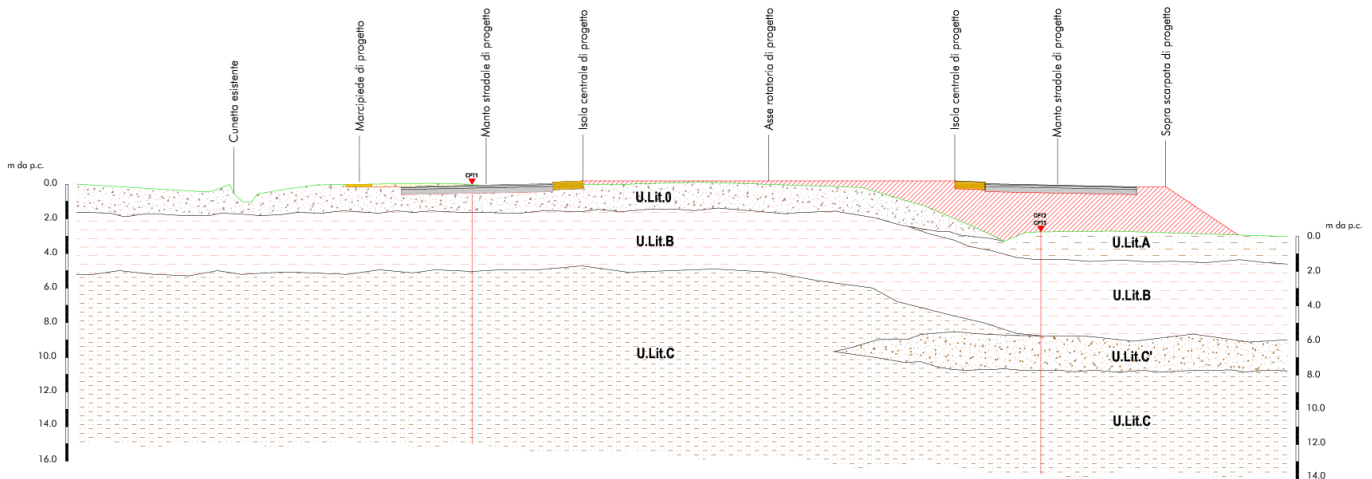 Cunetta esistente
Marcipiede di progetto
Manto stradale di progetto
Isola centrale di progetto
Asse rotatoria di progetto
Isola centrale di progetto
Manto stradale di progetto
Sopra scarpata di progetto
m da p.c.
0.0
2.0
4.0
6.0
8.0
10.0
12.0
14.0
16.0
CPT1
U.Lit.0
U.Lit.B
U.Lit.C
CPT2
CPT3
U.Lit.A
U.Lit.B
U.Lit.C'
U.Lit.C
m da p.c.
0.0
2.0
4.0
6.0
8.0
10.0
12.0
14.0